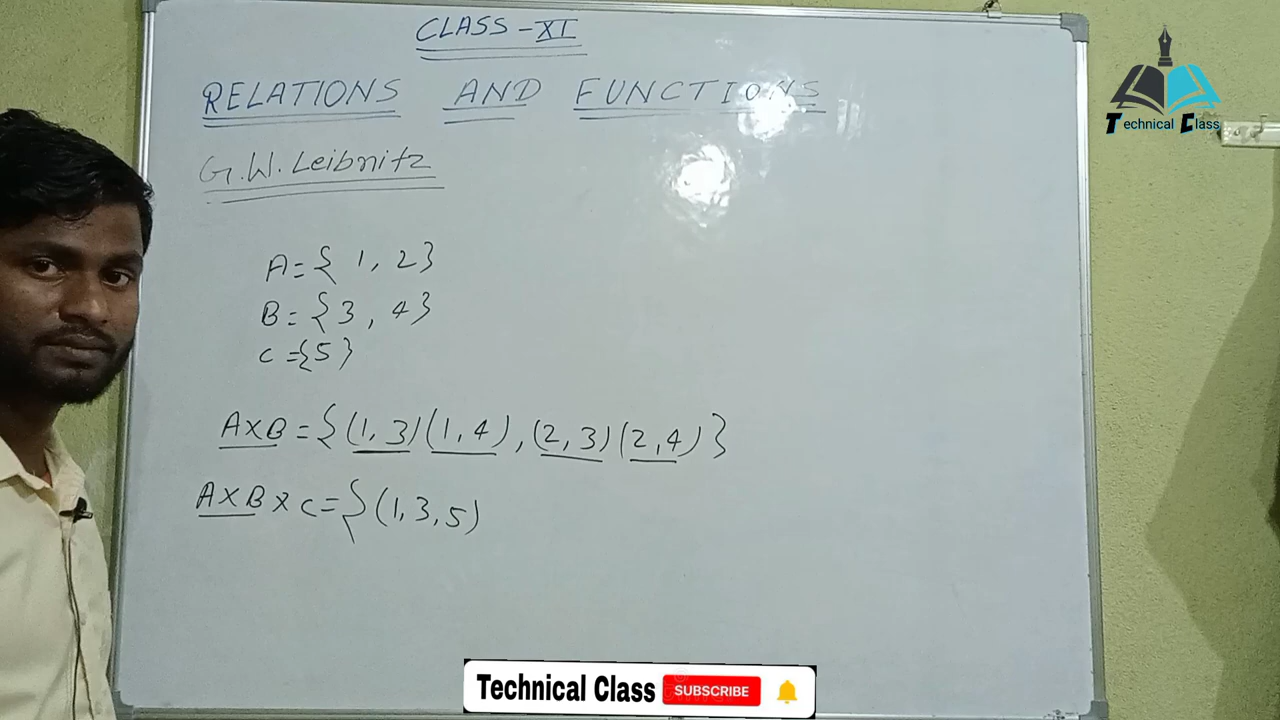 CLASS-XI
RELATIONS AND FUNCTIONS
G.W.Leibnitz
A={ 1, 2}
B={3, 4}
C={5}
A×B={(1,3)(1,4),(2,3)(2,4)}
A×B×C={(1,3,5)
Technical Class
Technical Class SUBSCRIBE